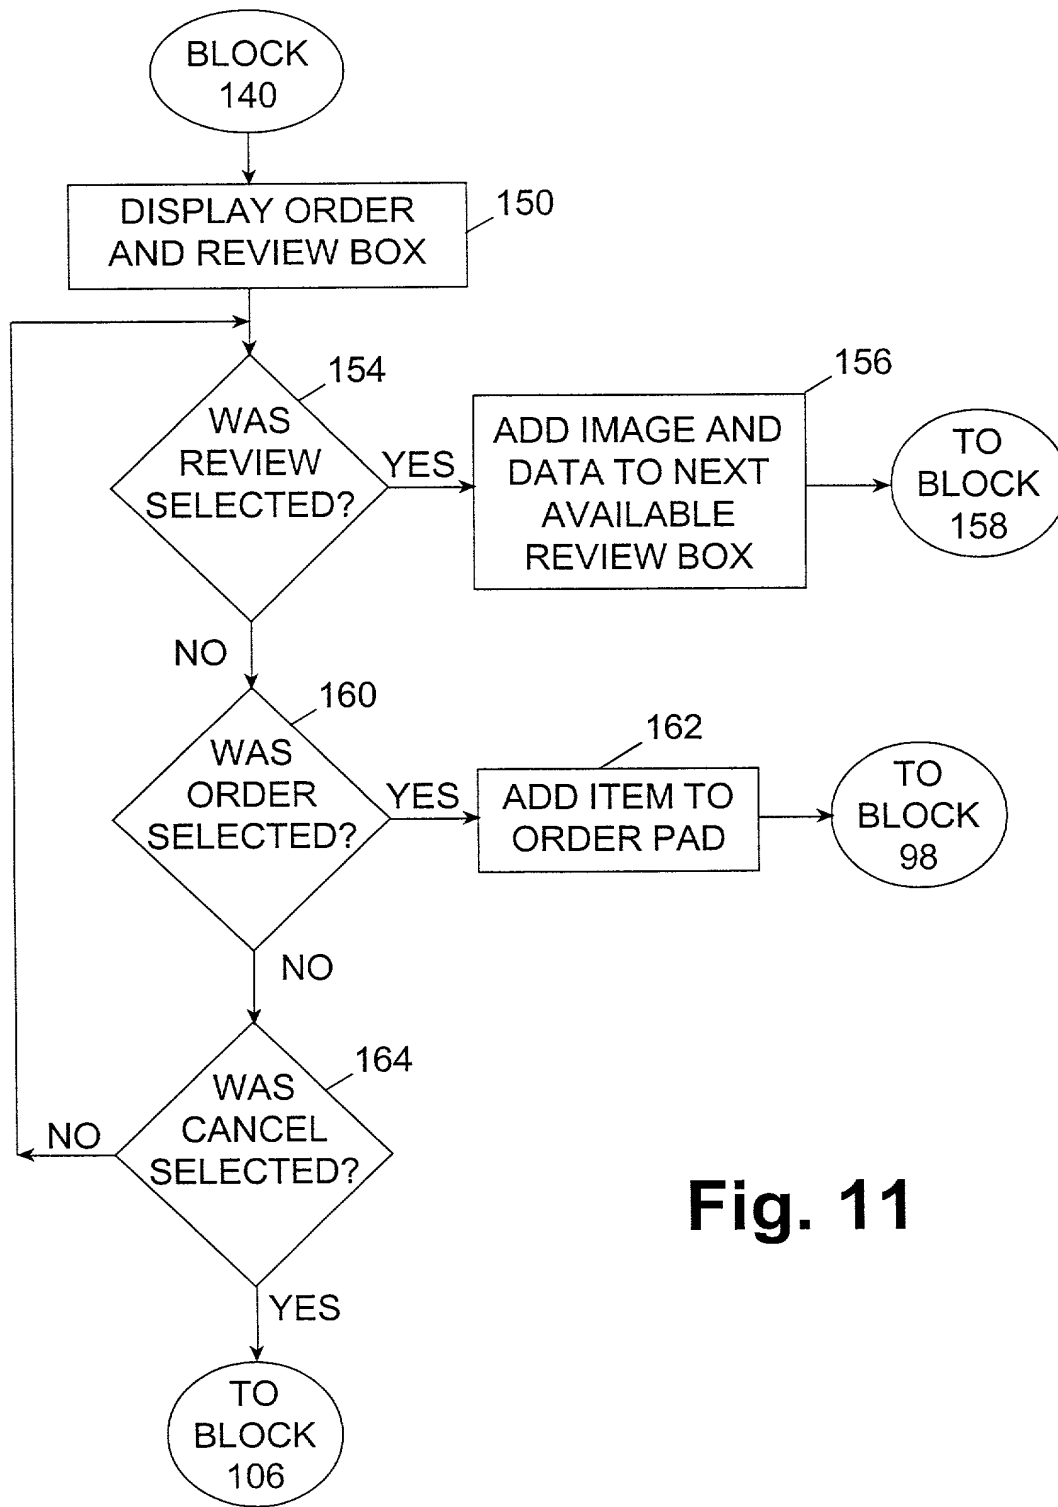 BLOCK
140
DISPLAY ORDER
AND REVIEW BOX
150
WAS
REVIEW
SELECTED?
154
YES
ADD IMAGE AND
DATA TO NEXT
AVAILABLE
REVIEW BOX
156
TO
BLOCK
158
NO
WAS
ORDER
SELECTED?
160
YES
ADD ITEM TO
ORDER PAD
162
TO
BLOCK
98
NO
WAS
CANCEL
SELECTED?
164
NO
YES
TO
BLOCK
106
Fig. 11